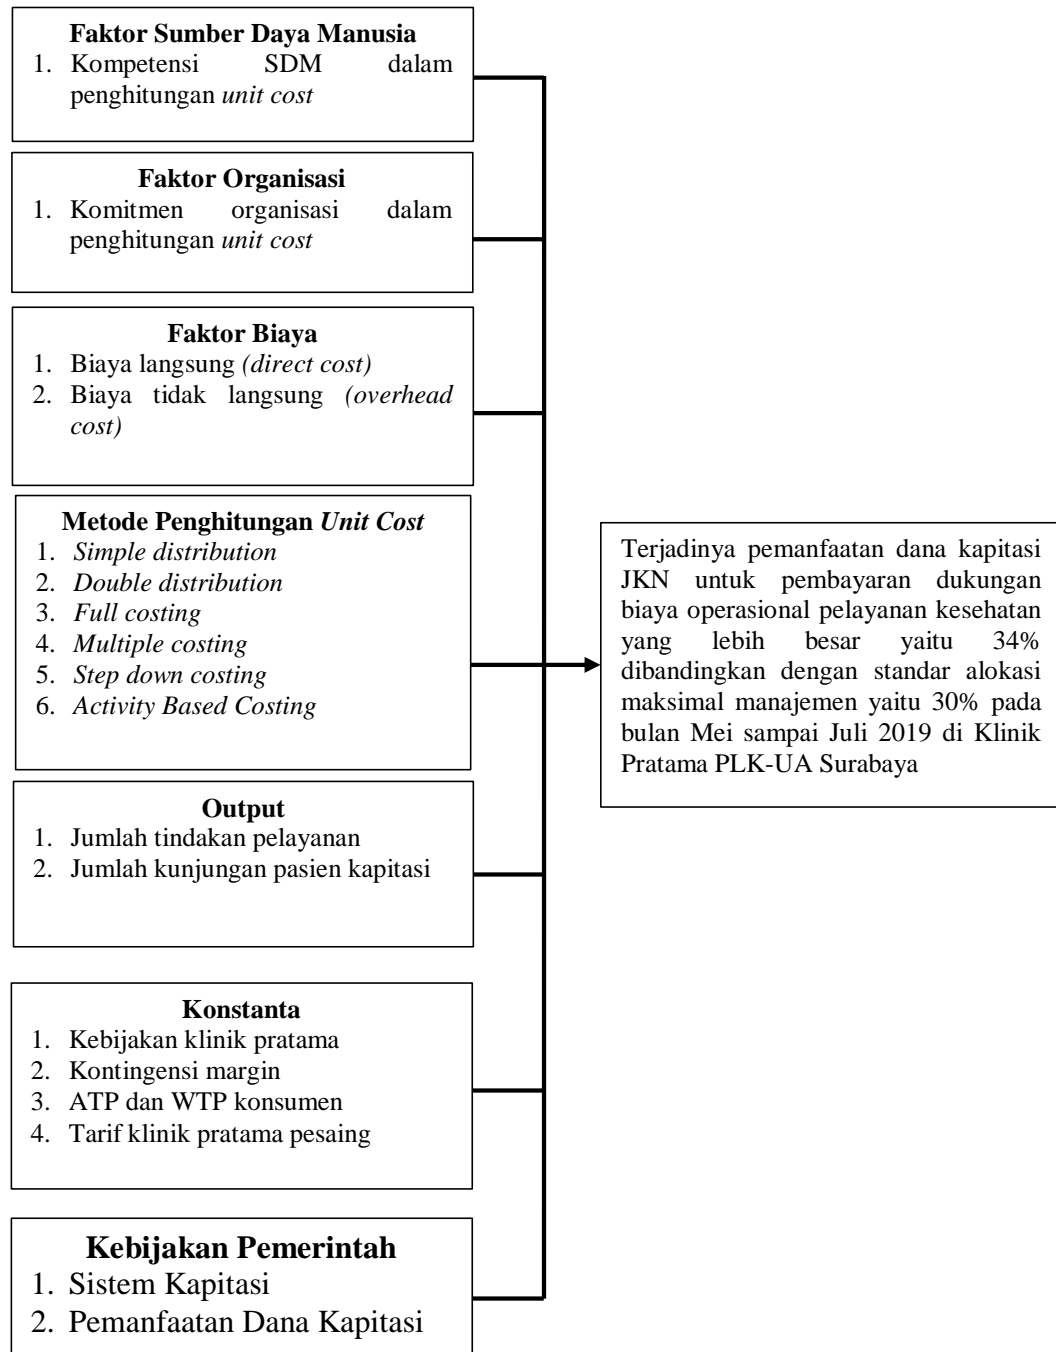 Faktor Sumber Daya Manusia
1. Kompetensi SDM dalam
penghitungan unit cost
Faktor Organisasi
1. Komitmen organisasi dalam
penghitungan unit cost
Faktor Biaya
1. Biaya langsung (direct cost)
2. Biaya tidak langsung (overhead
cost)
Metode Penghitungan Unit Cost
1. Simple distribution
2. Double distribution
3. Full costing
4. Multiple costing
5. Step down costing
6. Activity Based Costing
Output
1. Jumlah tindakan pelayanan
2. Jumlah kunjungan pasien kapitasi
Konstanta
1. Kebijakan klinik pratama
2. Kontingensi margin
3. ATP dan WTP konsumen
4. Tarif klinik pratama pesaing
Kebijakan Pemerintah
1. Sistem Kapitasi
2. Pemanfaatan Dana Kapitasi
Terjadinya pemanfaatan dana kapitasi
JKN untuk pembayaran dukungan
biaya operasional pelayanan kesehatan
yang lebih besar yaitu 34%
dibandingkan dengan standar alokasi
maksimal manajemen yaitu 30% pada
bulan Mei sampai Juli 2019 di Klinik
Pratama PLK-UA Surabaya